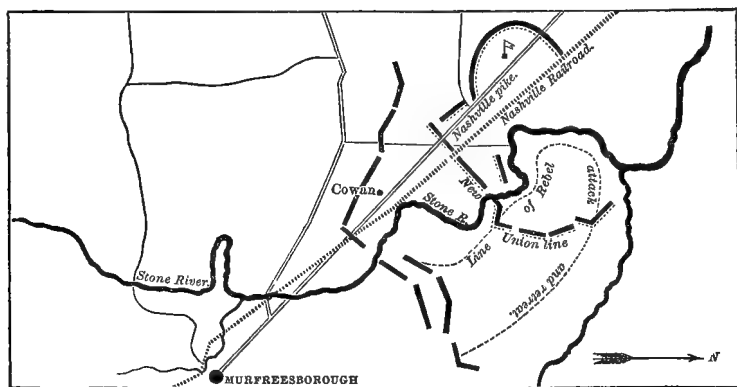 Nashville pike.
Nashville Railroad.
Cowan.
New
Union line
Stone R.
Line
of Rebel
attack
and retreat.
Stone River.
MURFREESBOROUGH
N